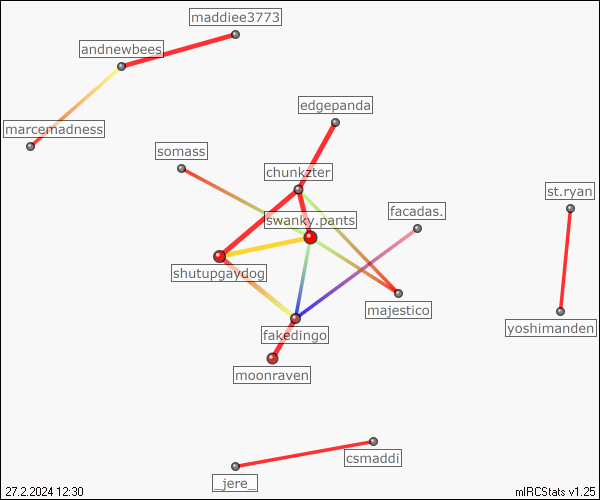 maddiee3773
andnewbees
edgepanda
marcemadness
somass
chunkzter
st.ryan
facadas.
swanky.pants
shutupgaydog
majestico
yoshimanden
fakedingo
moonraven
csmaddi
_jere_
27.2.2024 12:30
mIRCStats v1.25